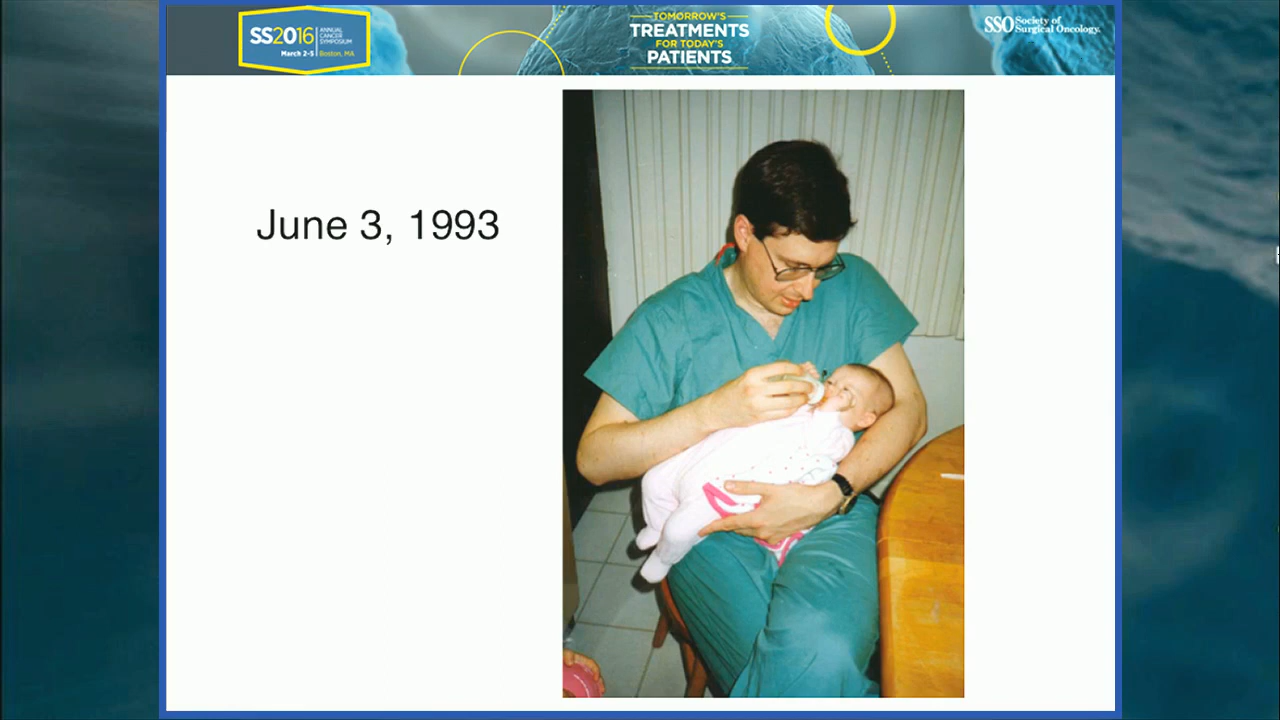 SS2016
ANNUAL
CANCER
SYMPOSIUM
March 2-5 Boston, MA
TOMORROW'S
TREATMENTS
FOR TODAY'S
PATIENTS
SSO Society of
Surgical Oncology.
June 3, 1993